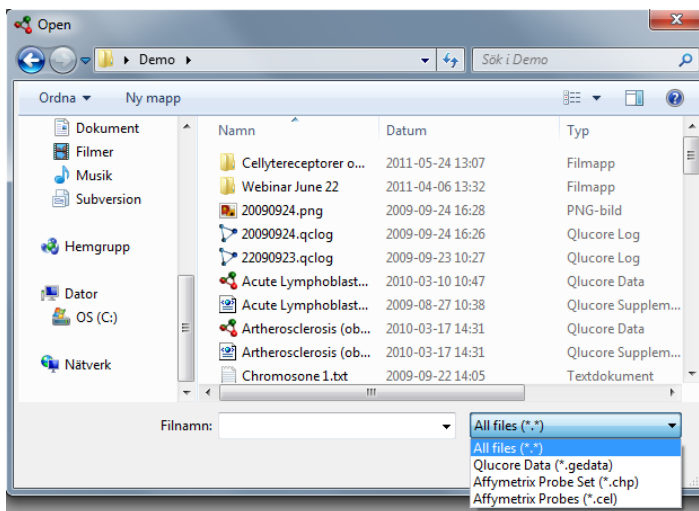 Open
Demo
Sök i Demo
Ordna Ny mapp
Dokument
Filmer
Musik
Subversion
Hemgrupp
Dator
OS (C:)
Nätverk
Namn Datum Typ
Cellytereceptorer o... 2011-05-24 13:07 Filmapp
Webinar June 22 2011-04-06 13:32 Filmapp
20090924.png 2009-09-24 16:28 PNG-bild
20090924.qclog 2009-09-24 16:26 Qlucore Log
22090923.qclog 2009-09-23 10:27 Qlucore Log
Acute Lymphoblast... 2010-03-10 10:47 Qlucore Data
Acute Lymphoblast... 2009-08-27 10:38 Qlucore Supplem...
Artherosclerosis (ob... 2010-03-17 14:31 Qlucore Data
Artherosclerosis (ob... 2010-03-17 14:31 Qlucore Supplem...
Chromosone 1.txt 2009-09-22 14:05 Textdokument
Filnamn:
All files (*.*)
All files (*.*)
Qlucore Data (*.gedata)
Affymetrix Probe Set (*.chp)
Affymetrix Probes (*.cel)